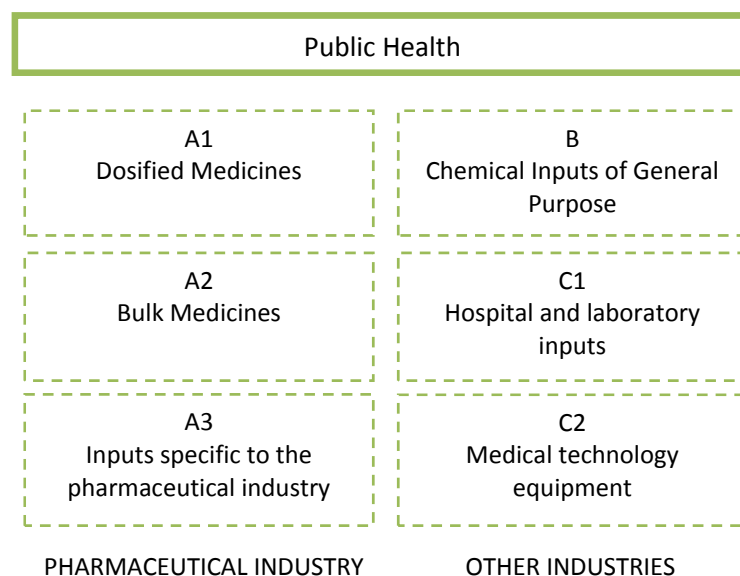 Public Health
A1
Dosified Medicines
B
Chemical Inputs of General
Purpose
A2
Bulk Medicines
C1
Hospital and laboratory
inputs
A3
Inputs specific to the
pharmaceutical industry
C2
Medical technology
equipment
PHARMACEUTICAL INDUSTRY
OTHER INDUSTRIES